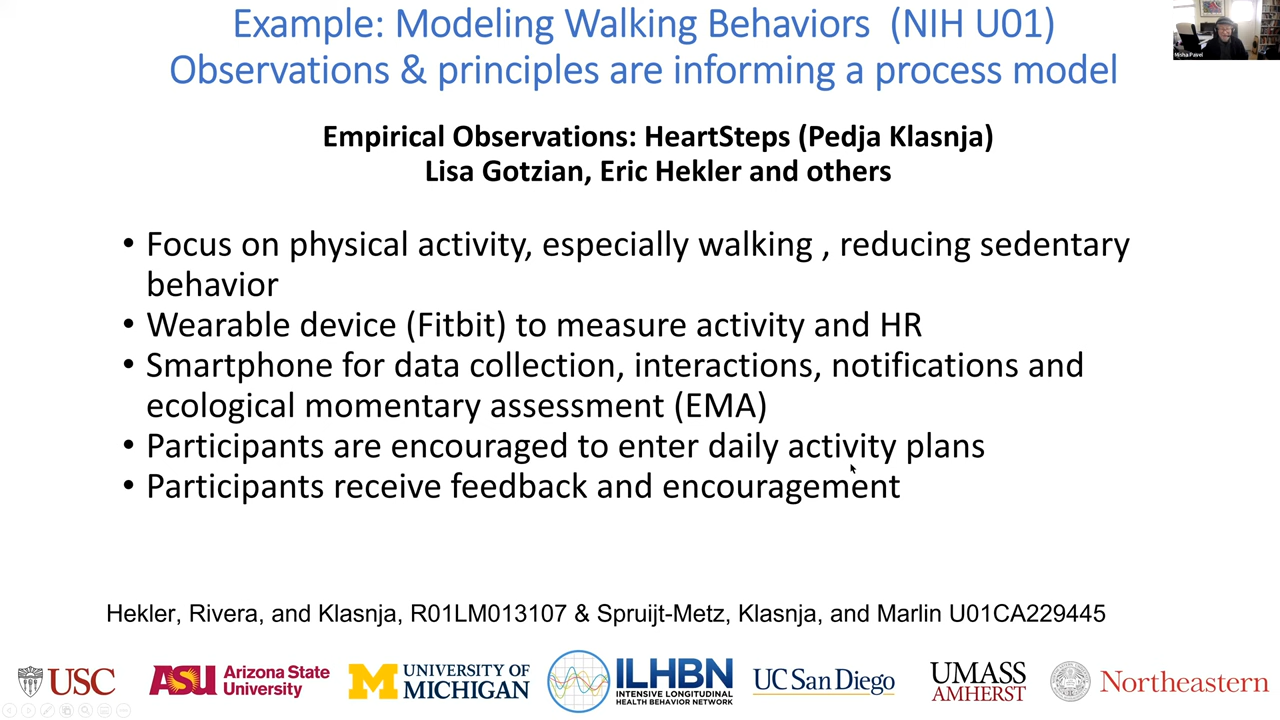 Example: Modeling Walking Behaviors (NIH U01)
Observations & principles are informing a process model
Misha Pavel
Empirical Observations: HeartSteps (Pedja Klasnja)
Lisa Gotzian, Eric Hekler and others
• Focus on physical activity, especially walking , reducing sedentary
behavior
• Wearable device (Fitbit) to measure activity and HR
• Smartphone for data collection, interactions, notifications and
ecological momentary assessment (EMA)
• Participants are encouraged to enter daily activity plans
• Participants receive feedback and encouragement
Hekler, Rivera, and Klasnja, R01LM013107 & Spruijt-Metz, Klasnja, and Marlin U01CA229445
USC
ASU Arizona State
University
M UNIVERSITY OF
MICHIGAN
ILHBN
INTENSIVE LONGITUDINAL
HEALTH BEHAVIOR NETWORK
UC San Diego
UMASS
AMHERST
Northeastern